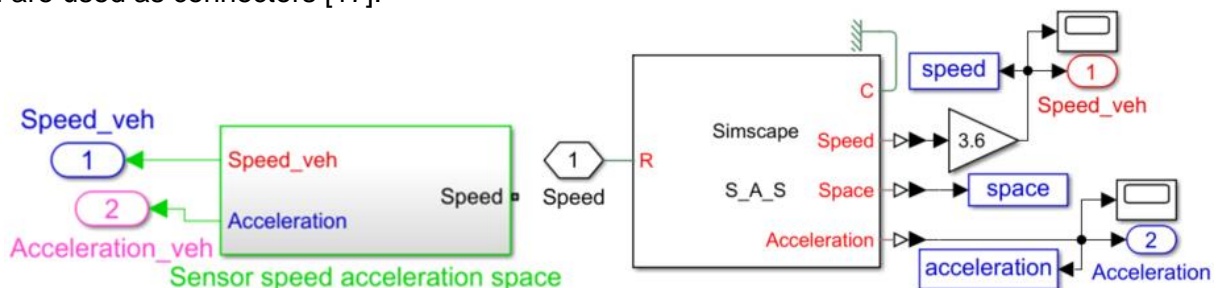 are used as connectors [17].
Speed_veh
1
2
Acceleration_veh
Speed_veh
Acceleration
Speed
Sensor speed acceleration space
1
Speed
R
Simscape
S_A_S
C
Speed
Space
Acceleration
3.6
speed
1
Speed_veh
space
acceleration
2
Acceleration